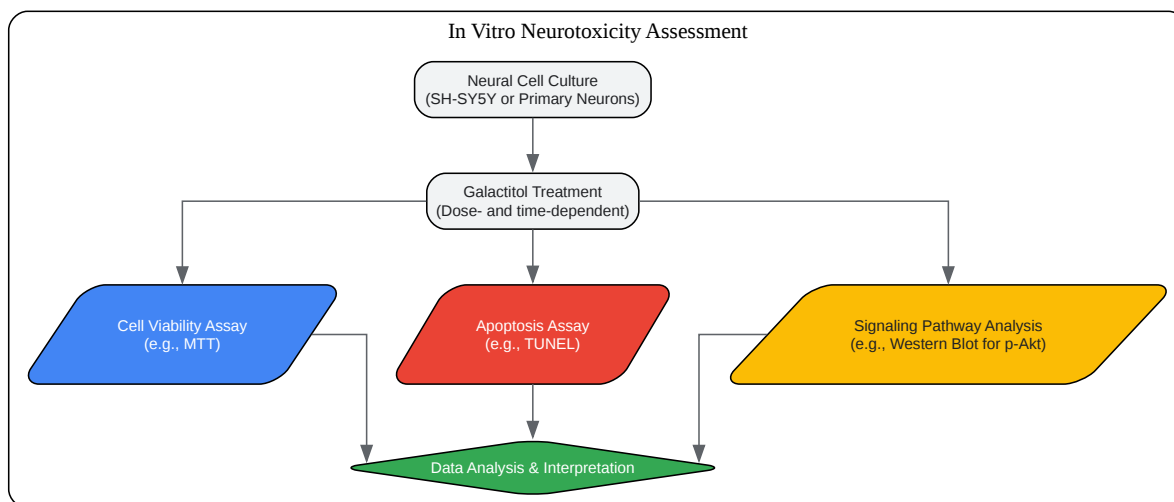 In Vitro Neurotoxicity Assessment
Neural Cell Culture
(SH-SY5Y or Primary Neurons)
Galactitol Treatment
(Dose- and time-dependent)
Cell Viability Assay
(e.g., MTT)
Apoptosis Assay
(e.g., TUNEL)
Signaling Pathway Analysis
(e.g., Western Blot for p-Akt)
Data Analysis & Interpretation